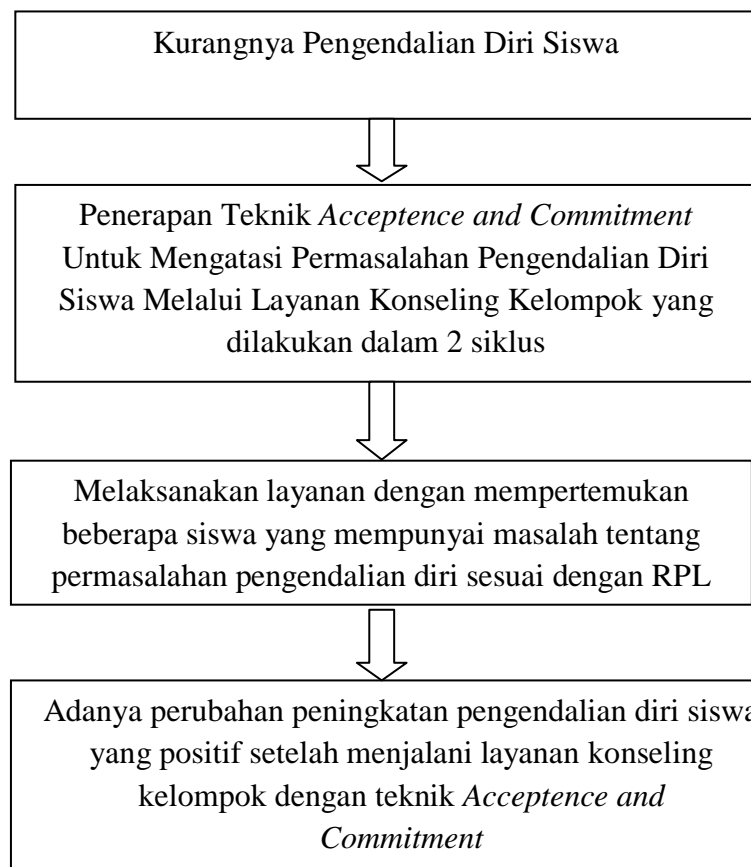 Kurangnya Pengendalian Diri Siswa
Penerapan Teknik Acceptence and Commitment
Untuk Mengatasi Permasalahan Pengendalian Diri
Siswa Melalui Layanan Konseling Kelompok yang
dilakukan dalam 2 siklus
Melaksanakan layanan dengan mempertemukan
beberapa siswa yang mempunyai masalah tentang
permasalahan pengendalian diri sesuai dengan RPL
Adanya perubahan peningkatan pengendalian diri siswa
yang positif setelah menjalani layanan konseling
kelompok dengan teknik Acceptence and
Commitment